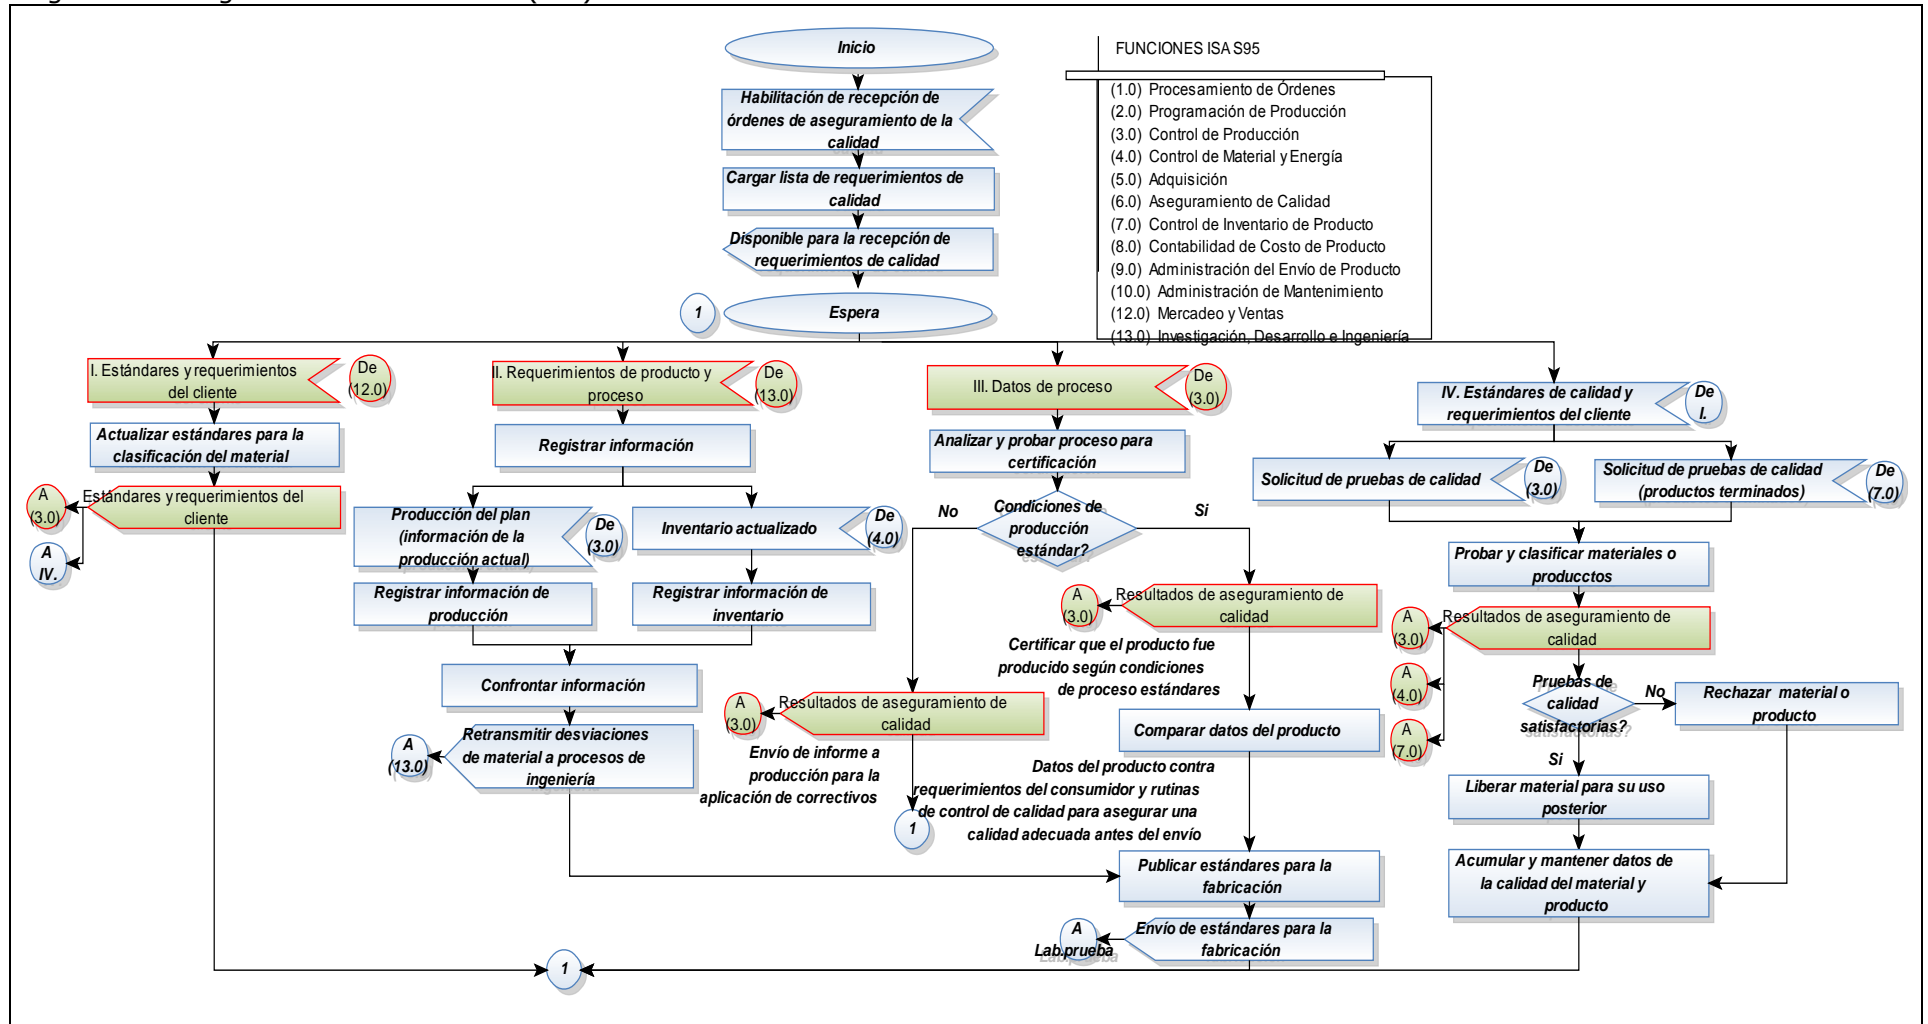 Inicio
Habilitación de recepción de
órdenes de aseguramiento de la
calidad
Cargar lista de requerimientos de
calidad
Disponible para la recepción de
requerimientos de calidad
1
Espera
FUNCIONES ISA S95
(1.0) Procesamiento de Órdenes
(2.0) Programación de Producción
(3.0) Control de Producción
(4.0) Control de Material y Energía
(5.0) Adquisición
(6.0) Aseguramiento de Calidad
(7.0) Control de Inventario de Producto
(8.0) Contabilidad de Costo de Producto
(9.0) Administración del Envío de Producto
(10.0) Administración de Mantenimiento
(12.0) Mercadeo y Ventas
(13.0) Investigación, Desarrollo e Ingeniería
I. Estándares y requerimientos
del cliente
De
(12.0)
Actualizar estándares para la
clasificación del material
Estándares y requerimientos del
cliente
A
(3.0)
A
IV.
II. Requerimientos de producto y
proceso
De
(13.0)
Registrar información
Producción del plan
(información de la
producción actual)
De
(3.0)
Inventario actualizado
De
(4.0)
Registrar información de
producción
Registrar información de
inventario
Confrontar información
Retransmitir desviaciones
de material a procesos de
ingeniería
A
(13.0)
III. Datos de proceso
De
(3.0)
Analizar y probar proceso para
certificación
Condiciones de
producción
estándar?
No
Si
Resultados de aseguramiento de
calidad
A
(3.0)
Certificar que el producto fue
producido según condiciones
de proceso estándares
Resultados de aseguramiento de
calidad
A
(3.0)
Envío de informe a
producción para la
aplicación de correctivos
1
Comparar datos del producto
Datos del producto contra
requerimientos del consumidor y rutinas
de control de calidad para asegurar una
calidad adecuada antes del envío
Publicar estándares para la
fabricación
Envío de estándares para la
fabricación
A
Lab.prueba
IV. Estándares de calidad y
requerimientos del cliente
De
I.
Solicitud de pruebas de calidad
De
(3.0)
Solicitud de pruebas de calidad
(productos terminados)
De
(7.0)
Probar y clasificar materiales o
producctos
Resultados de aseguramiento de
calidad
A
(3.0)
A
(4.0)
A
(7.0)
Pruebas de
calidad
satisfactorias?
No
Si
Rechazar material o
producto
Liberar material para su uso
posterior
Acumular y mantener datos de
la calidad del material y
producto
1